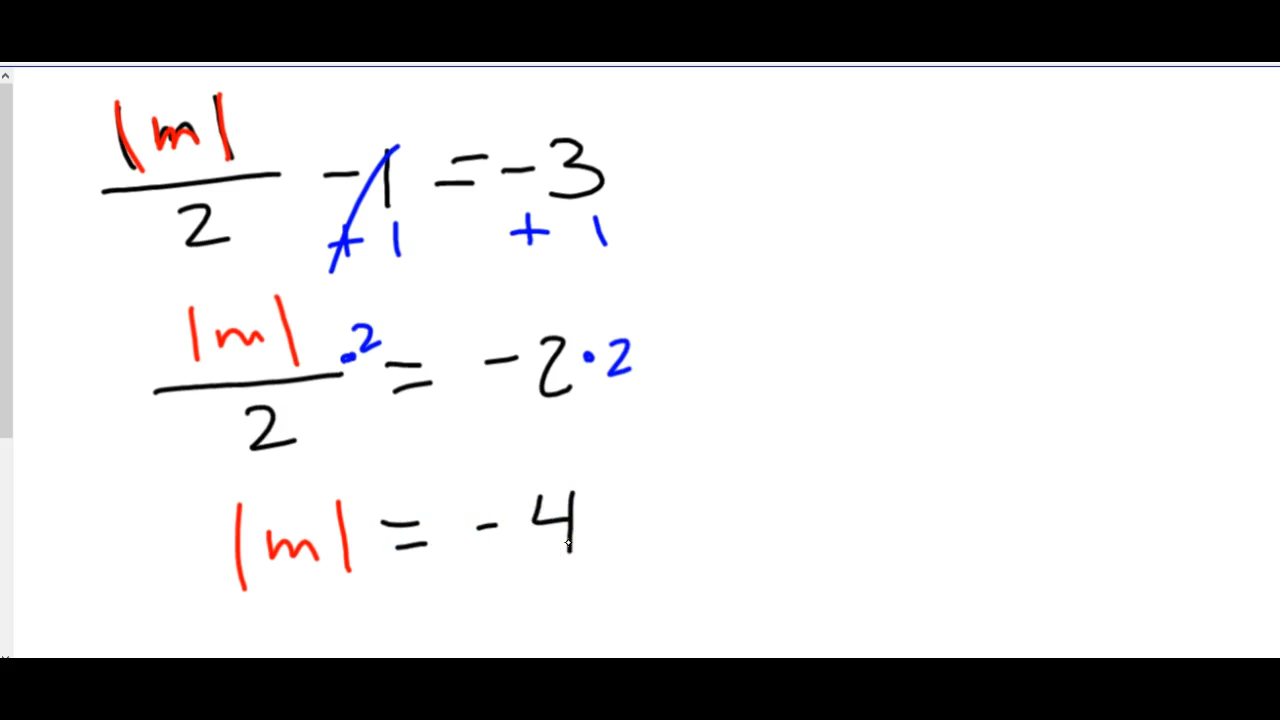 |m|
2
- 1 = - 3
+ 1 + 1
|m|
2
· 2 = - 2 · 2
|m| = - 4